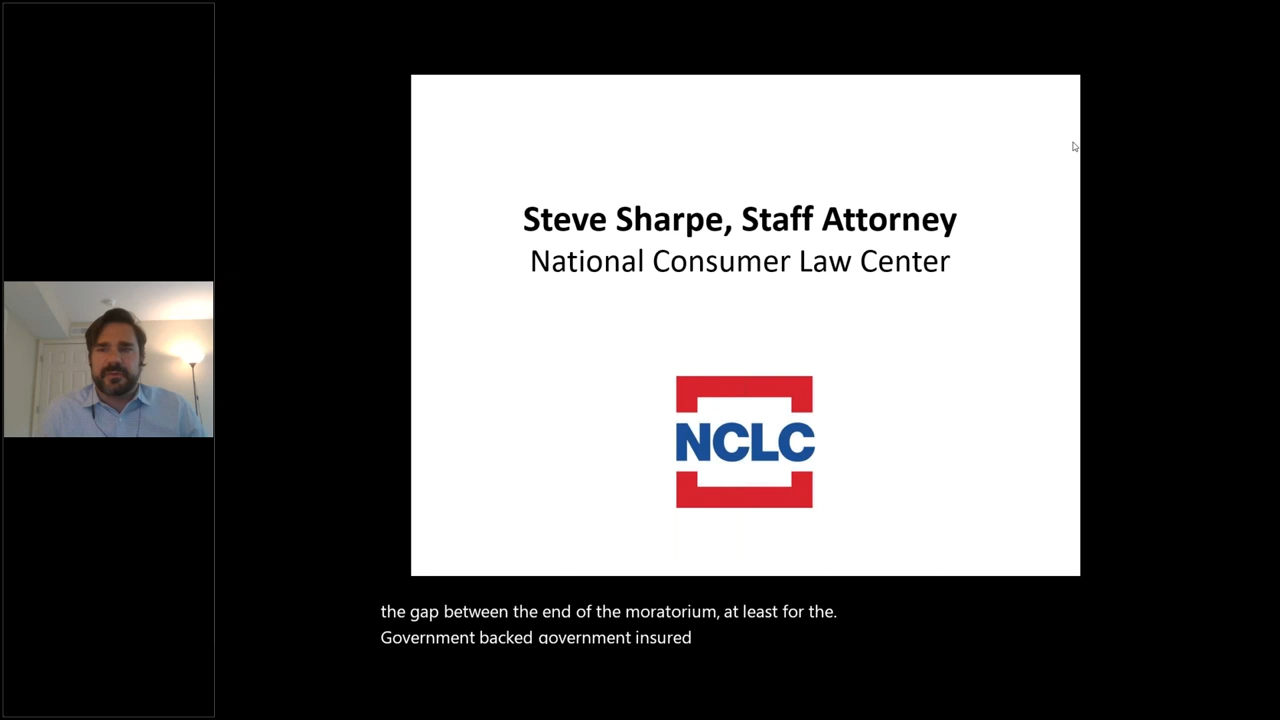 Steve Sharpe, Staff Attorney
National Consumer Law Center
NCLC
the gap between the end of the moratorium, at least for the.
Government backed government insured